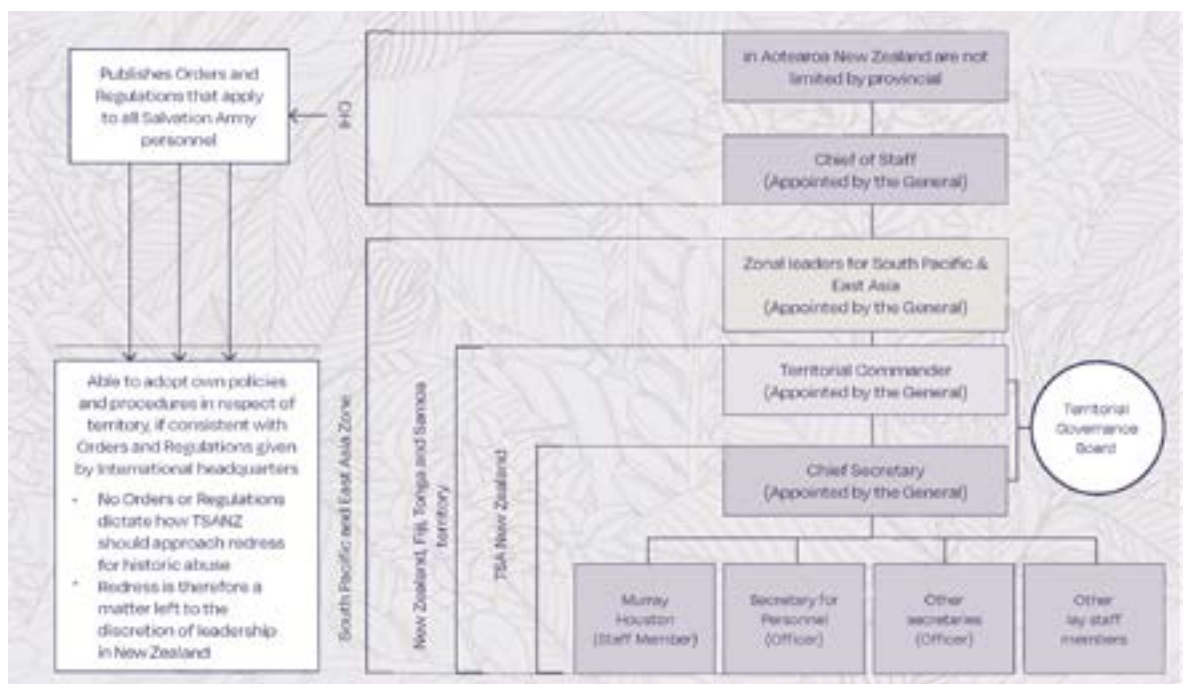 Publishes Orders and
Regulations that apply
to all Salvation Army
personnel
IHQ
in Aotearoa New Zealand are not
limited by provincial
Chief of Staff
(Appointed by the General)
Zonal leaders for South Pacific &
East Asia
(Appointed by the General)
Territorial Commander
(Appointed by the General)
Chief Secretary
(Appointed by the General)
Territorial
Governance
Board
Able to adopt own policies
and procedures in respect of
territory, if consistent with
Orders and Regulations given
by International headquarters
- No Orders or Regulations
dictate how TSANZ
should approach redress
for historic abuse
- Redress is therefore a
matter left to the
discretion of leadership
in New Zealand
South Pacific and East Asia Zone
New Zealand, Fiji, Tonga and Samoa
territory
TSA New Zealand
Murray
Houston
(Staff Member)
Secretary for
Personnel
(Officer)
Other
secretaries
(Officer)
Other
lay staff
members